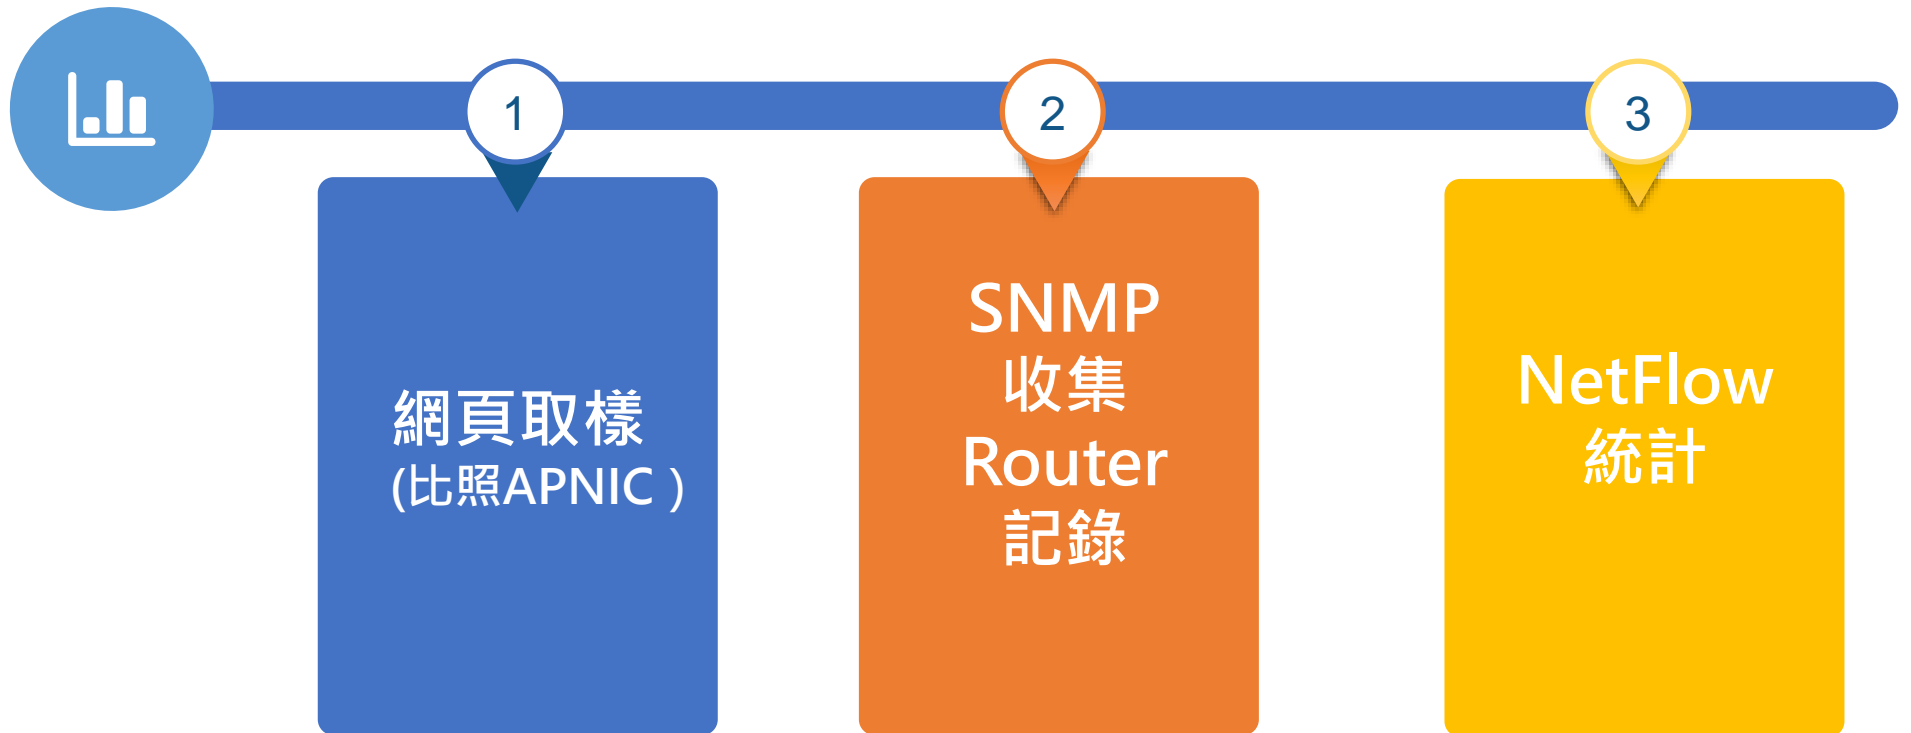 1
網頁取樣
(比照APNIC )
2
SNMP
收集
Router
記錄
3
NetFlow
統計